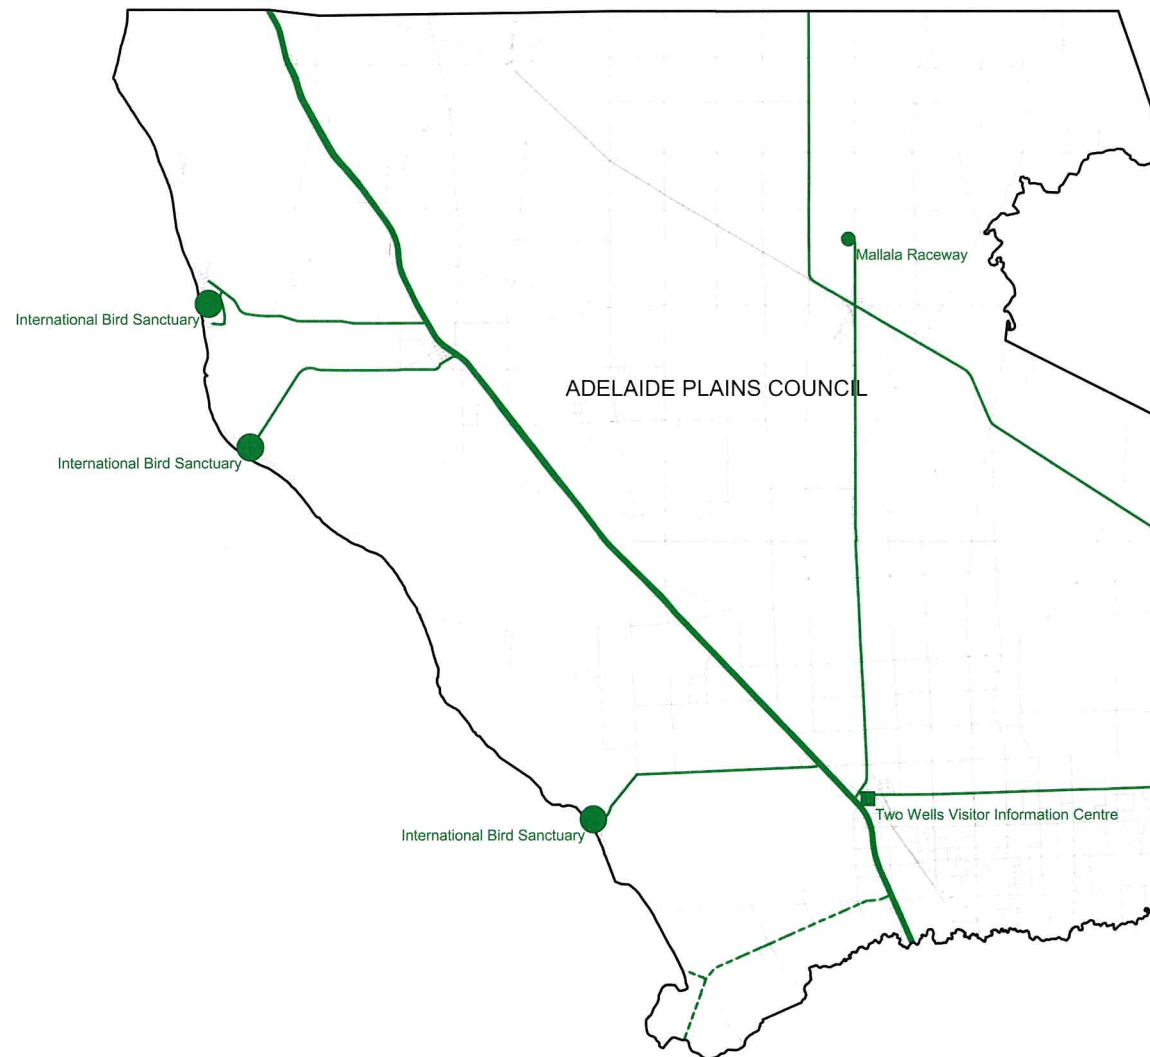 Mallala Raceway
International Bird Sanctuary
ADELAIDE PLAINS COUNCIL
International Bird Sanctuary
Two Wells Visitor Information Centre
International Bird Sanctuary